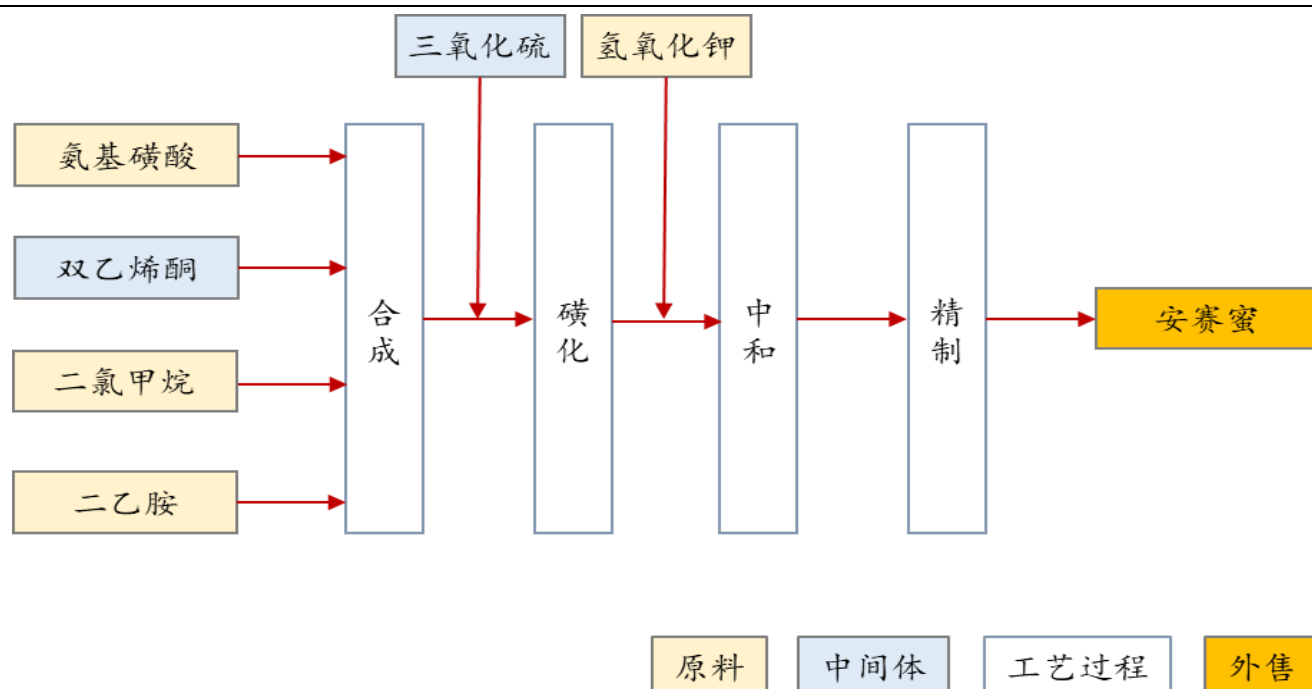 三氧化硫
氢氧化钾
氨基磺酸
双乙烯酮
二氯甲烷
二乙胺
合成
磺化
中和
精制
安赛蜜
原料
中间体
工艺过程
外售